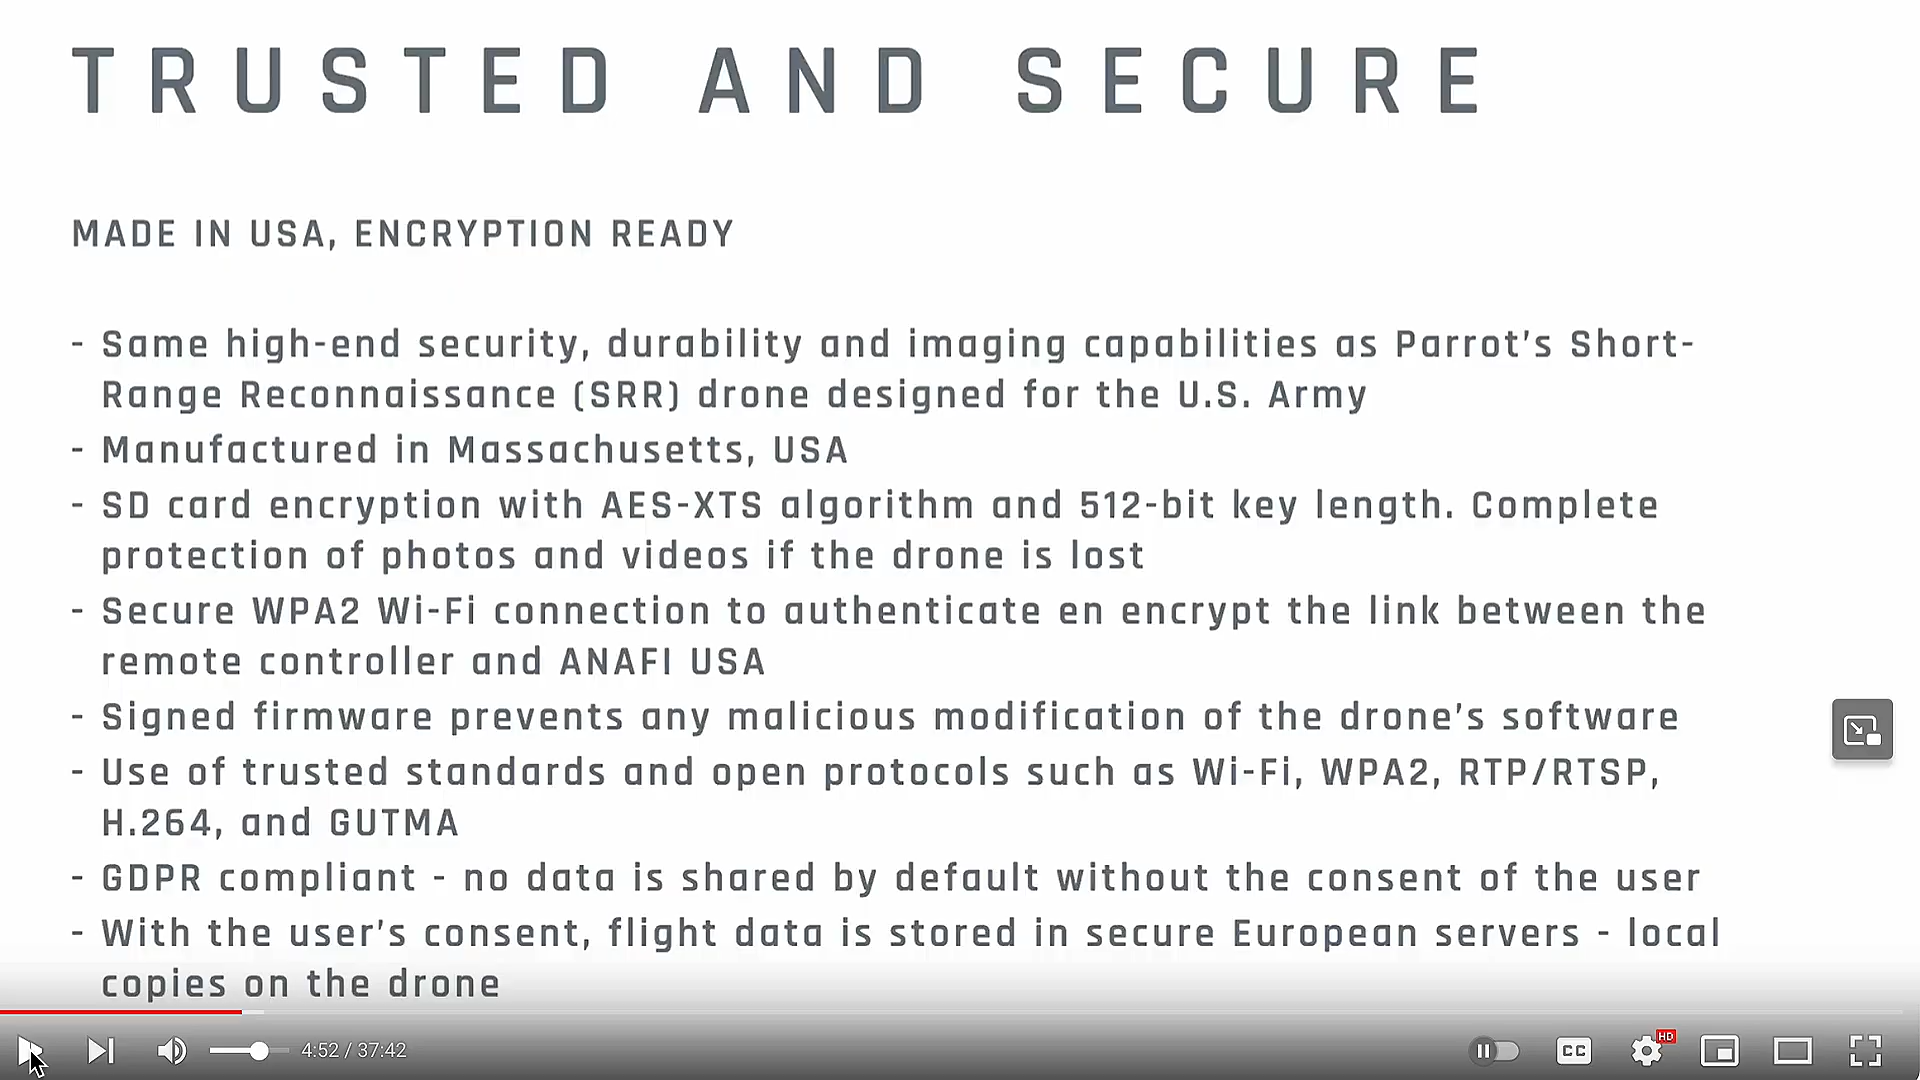 TRUSTED AND SECURE
MADE IN USA, ENCRYPTION READY
- Same high-end security, durability and imaging capabilities as Parrot's Short-
Range Reconnaissance (SRR) drone designed for the U.S. Army
- Manufactured in Massachusetts, USA
- SD card encryption with AES-XTS algorithm and 512-bit key length. Complete
protection of photos and videos if the drone is lost
- Secure WPA2 Wi-Fi connection to authenticate en encrypt the link between the
remote controller and ANAFI USA
- Signed firmware prevents any malicious modification of the drone's software
- Use of trusted standards and open protocols such as Wi-Fi, WPA2, RTP/RTSP,
H.264, and GUTMA
- GDPR compliant - no data is shared by default without the consent of the user
- With the user's consent, flight data is stored in secure European servers - local
copies on the drone
4:52 / 37:42
CC
HD